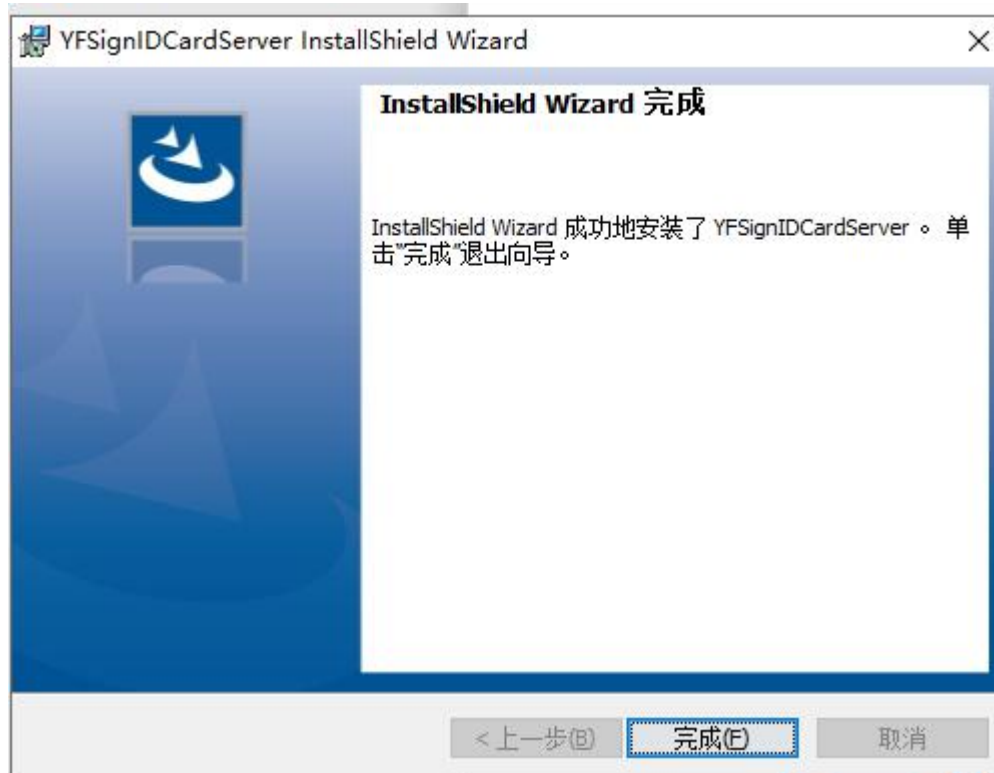 YFSignIDCardServer InstallShield Wizard
InstallShield Wizard 完成
InstallShield Wizard 成功地安装了 YFSignIDCardServer 。 单
击"完成"退出向导。
<上一步(B) 完成(F) 取消